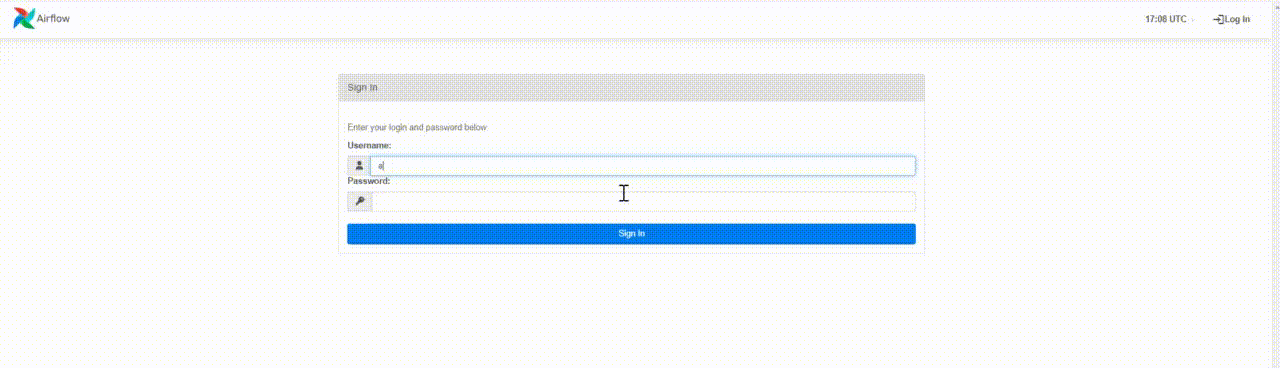 Airflow
17:08 UTC
Log In
Sign In
Enter your login and password below
Username:
a
Password:
Sign In